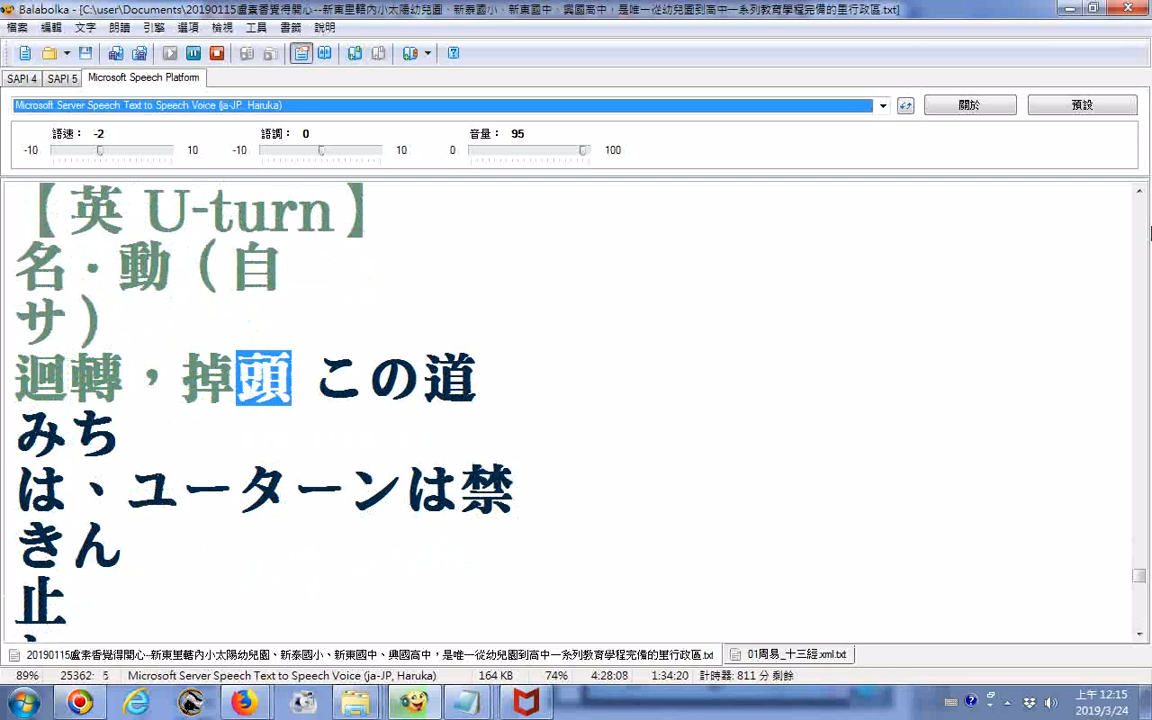 Balabolka - [C:\user\Documents\20190115盧素香覺得開心--新東里轄內小太陽幼兒園、新泰國小、新東國中、興國高中，是唯一從幼兒園到高中一系列教育學程完備的里行政區.txt]
檔案 編輯 文字 朗讀 引擎 選項 檢視 工具 書籤 說明
SAPI 4 SAPI 5 Microsoft Speech Platform
Microsoft Server Speech Text to Speech Voice (ja-JP, Haruka) 關於 預設
語速： -2 語調： 0 音量： 95
-10 10 -10 10 0 100
【英 U-turn】
名·動（自
サ）
迴轉，掉頭 この道
みち
は、ユーターンは禁
きん
止
20190115盧素香覺得開心--新東里轄內小太陽幼兒園、新泰國小、新東國中、興國高中，是唯一從幼兒園到高中一系列教育學程完備的里行政區.txt 01周易_十三經.xml.txt
89% 25362: 5 Microsoft Server Speech Text to Speech Voice (ja-JP, Haruka) 164 KB 74% 4:28:08 1:34:20 計時器: 811 分 剩餘
上午 12:15
2019/3/24